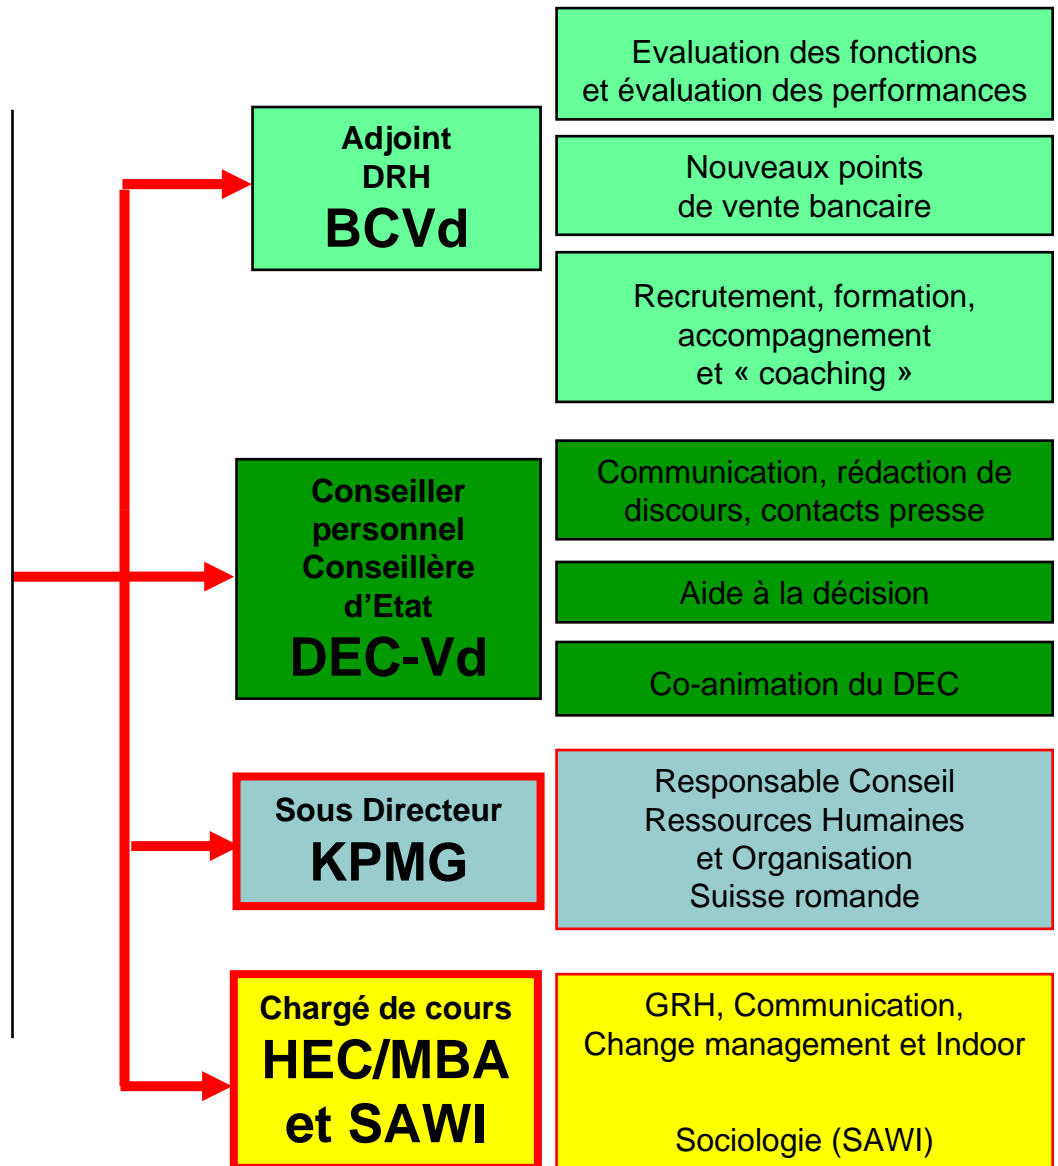 Adjoint
DRH
BCVd
Evaluation des fonctions
et évaluation des performances
Nouveaux points
de vente bancaire
Recrutement, formation,
accompagnement
et « coaching »
Conseiller
personnel
Conseillère
d’Etat
DEC-Vd
Communication, rédaction de
discours, contacts presse
Aide à la décision
Co-animation du DEC
Sous Directeur
KPMG
Responsable Conseil
Ressources Humaines
et Organisation
Suisse romande
Chargé de cours
HEC/MBA
et SAWI
GRH, Communication,
Change management et Indoor
Sociologie (SAWI)